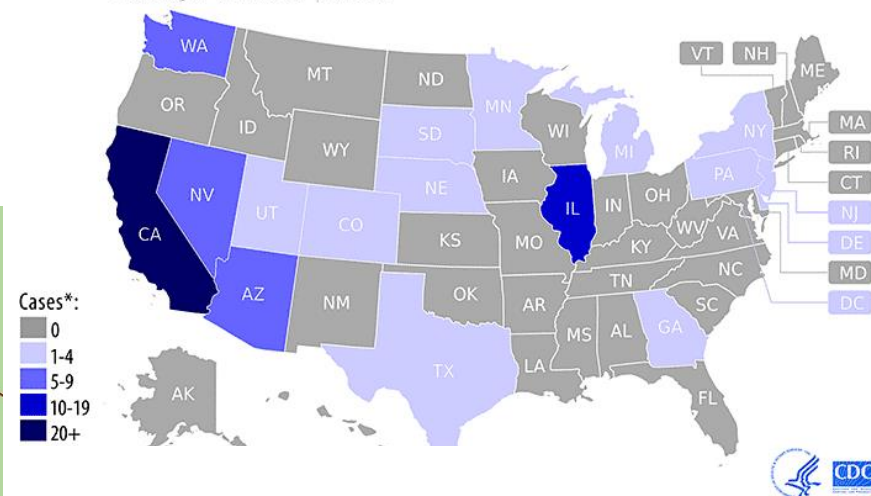 WA
MT
ND
MN
VT
NH
ME
OR
ID
SD
WI
NY
MA
WY
MI
RI
IA
PA
CT
NV
NE
NJ
UT
IL
IN
OH
CA
CO
DE
KS
MO
WV
VA
KY
MD
AZ
NM
OK
TN
NC
DC
AR
SC
Cases*:
0
MS
AL
GA
1-4
TX
LA
5-9
AK
FL
10-19
20+
CDC